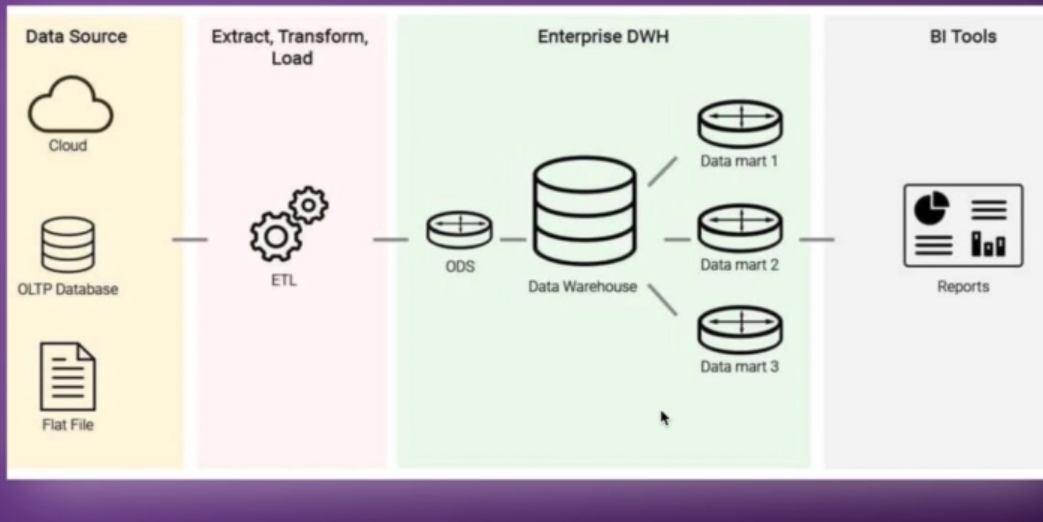 Data Source
Cloud
OLTP Database
Flat File
Extract, Transform,
Load
ETL
Enterprise DWH
ODS
Data Warehouse
Data mart 1
Data mart 2
Data mart 3
BI Tools
Reports